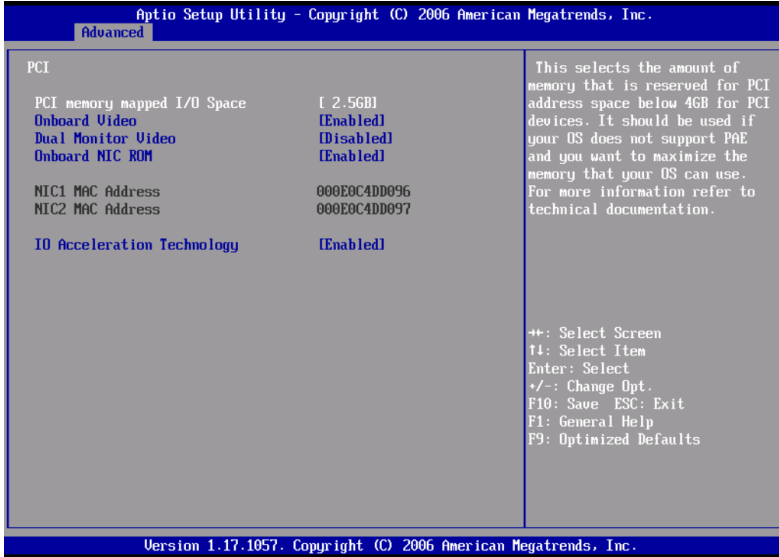 Aptio Setup Utility - Copyright (C) 2006 American Megatrends, Inc.
Advanced
PCI
PCI memory mapped I/O Space [ 2.5GB]
Onboard Video [Enabled]
Dual Monitor Video [Disabled]
Onboard NIC ROM [Enabled]
NIC1 MAC Address 000E0C4DD096
NIC2 MAC Address 000E0C4DD097
IO Acceleration Technology [Enabled]
This selects the amount of
memory that is reserved for PCI
address space below 4GB for PCI
devices. It should be used if
your OS does not support PAE
and you want to maximize the
memory that your OS can use.
For more information refer to
technical documentation.
→←: Select Screen
↑↓: Select Item
Enter: Select
+/-: Change Opt.
F10: Save ESC: Exit
F1: General Help
F9: Optimized Defaults
Version 1.17.1057. Copyright (C) 2006 American Megatrends, Inc.